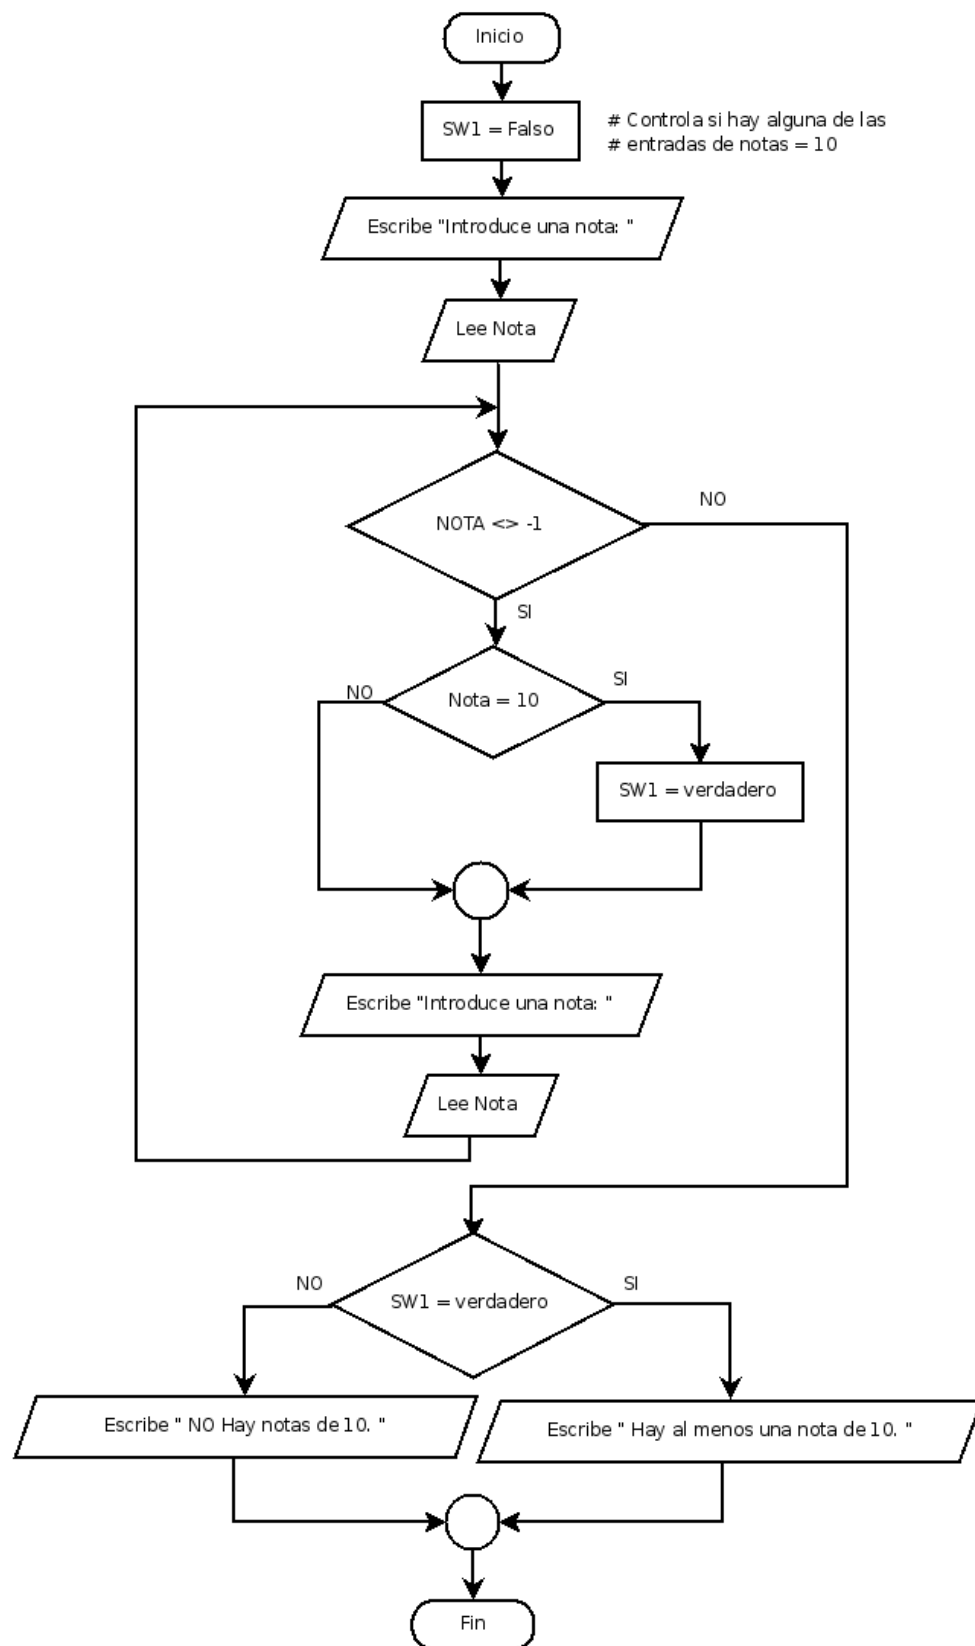 Inicio
SW1 = Falso
# Controla si hay alguna de las
# entradas de notas = 10
Escribe "Introduce una nota: "
Lee Nota
NOTA <> -1
NO
SI
Nota = 10
NO
SI
SW1 = verdadero
Escribe "Introduce una nota: "
Lee Nota
SW1 = verdadero
NO
SI
Escribe " NO Hay notas de 10. "
Escribe " Hay al menos una nota de 10. "
Fin